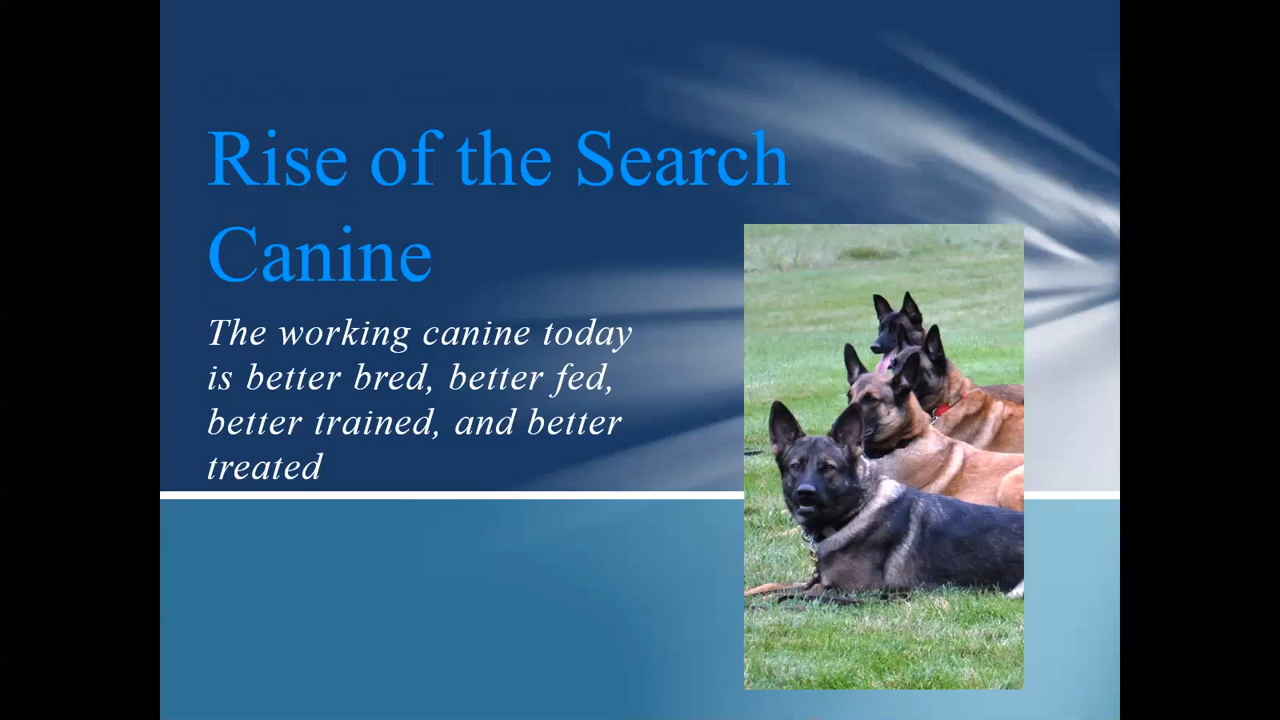 Rise of the Search
Canine
The working canine today
is better bred, better fed,
better trained, and better
treated